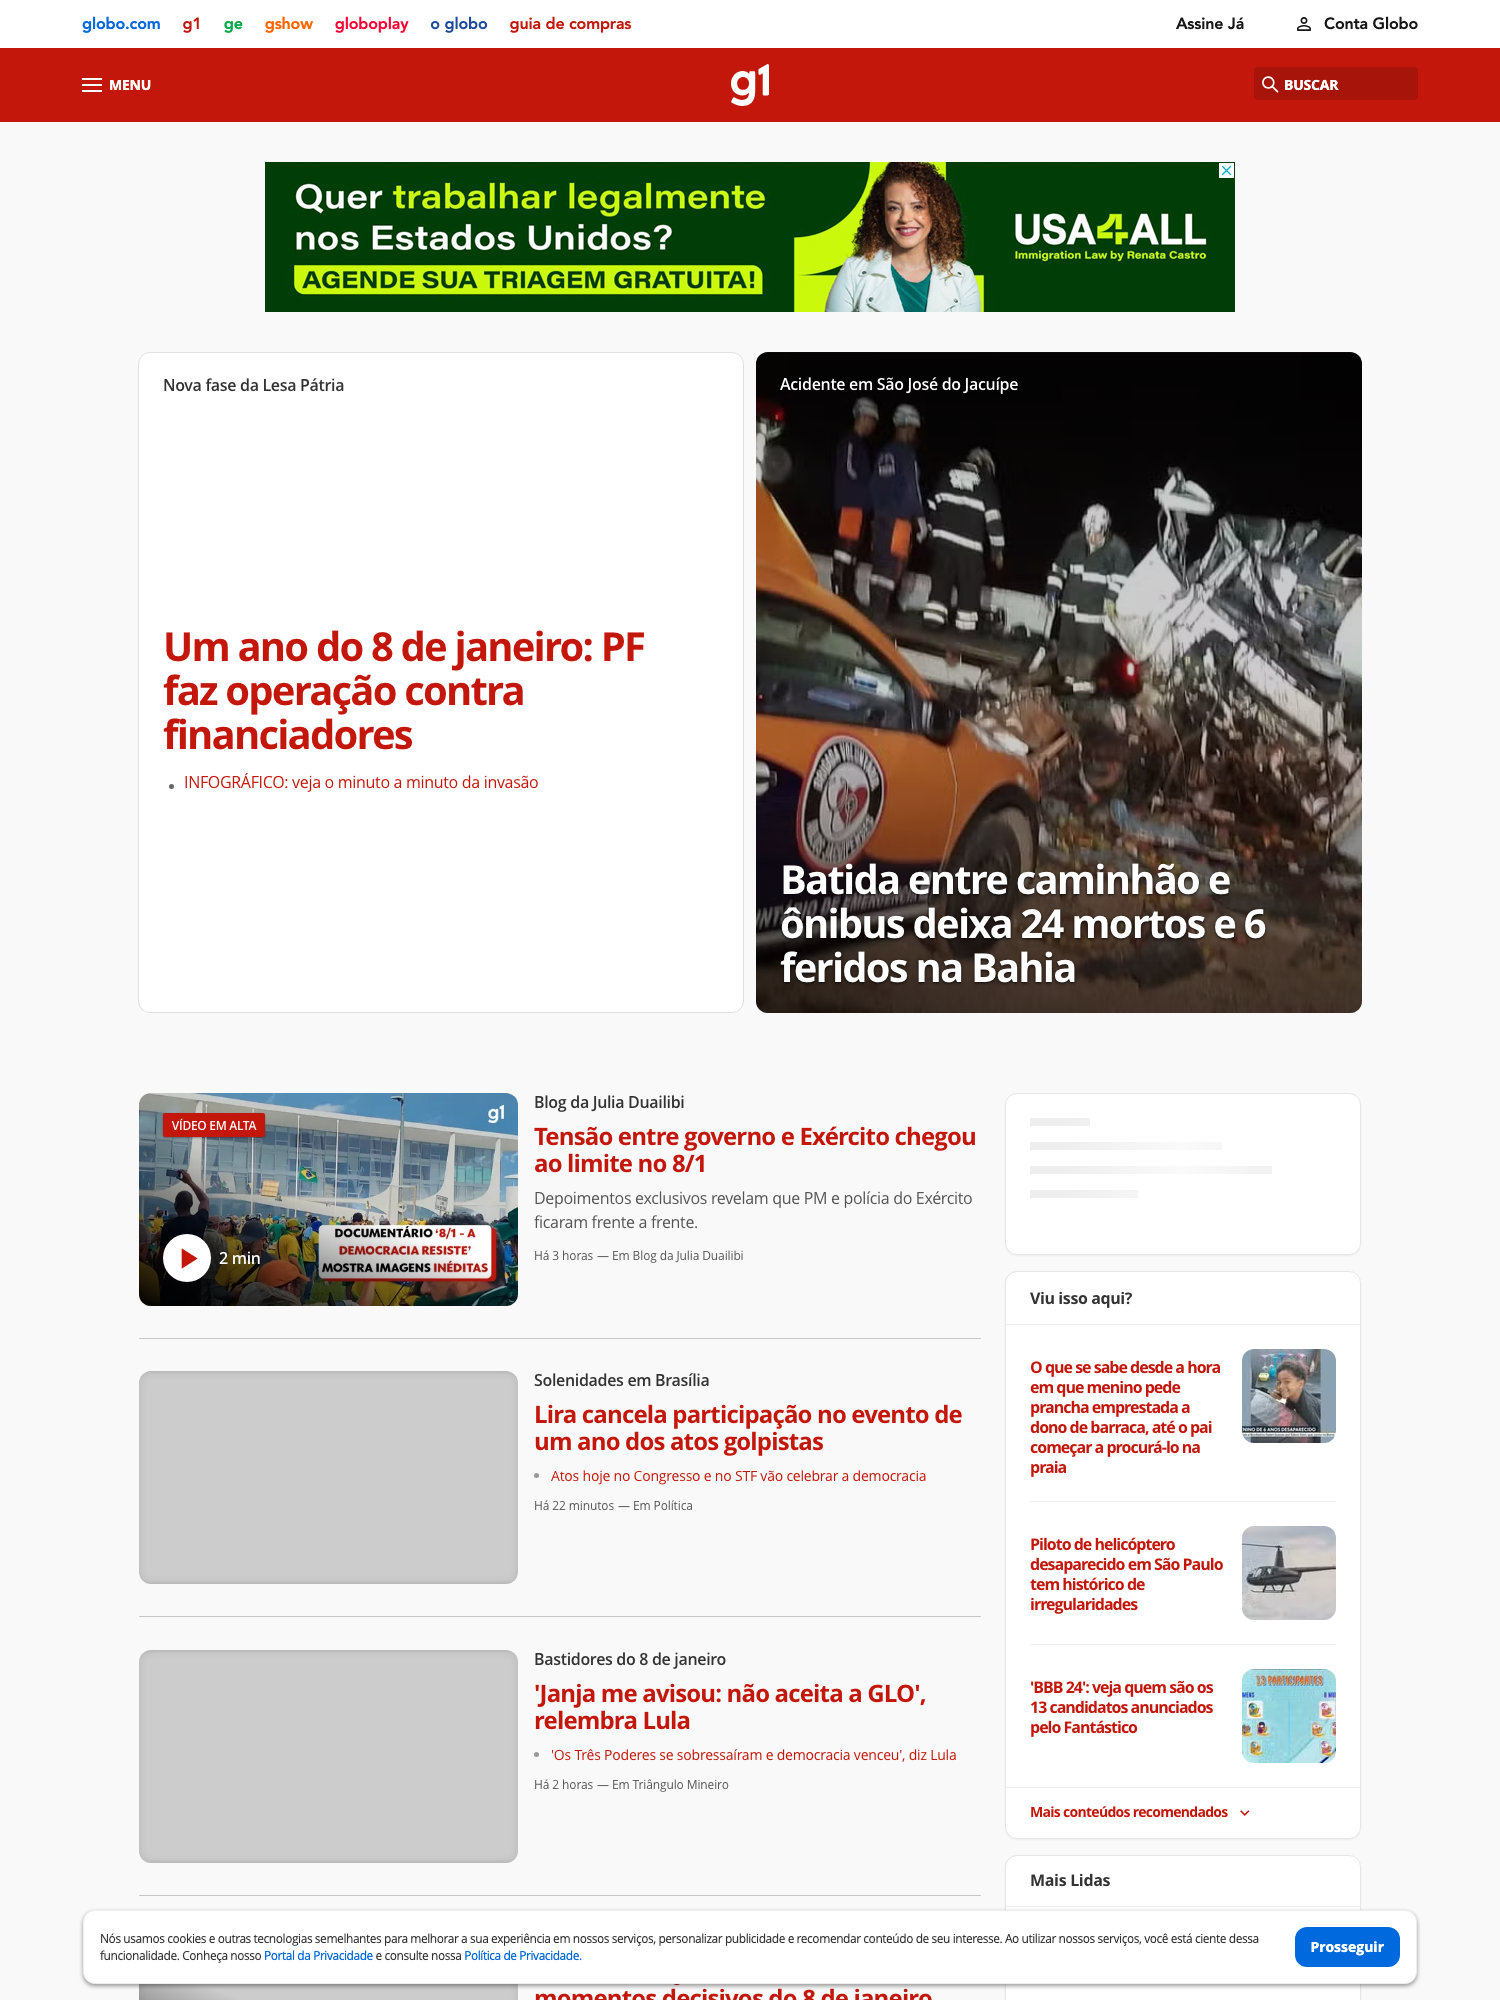 globo.com g1 ge gshow globoplay o globo guia de compras Assine Já Conta Globo
MENU g1 BUSCAR
Quer trabalhar legalmente
nos Estados Unidos?
AGENDE SUA TRIAGEM GRATUITA!
USA4ALL
Immigration Law by Renata Castro
Nova fase da Lesa Pátria
Um ano do 8 de janeiro: PF
faz operação contra
financiadores
INFOGRÁFICO: veja o minuto a minuto da invasão
Acidente em São José do Jacuípe
Batida entre caminhão e
ônibus deixa 24 mortos e 6
feridos na Bahia
VÍDEO EM ALTA
g1
DOCUMENTÁRIO '8/1 - A
DEMOCRACIA RESISTE'
MOSTRA IMAGENS INÉDITAS
2 min
Blog da Julia Duailibi
Tensão entre governo e Exército chegou
ao limite no 8/1
Depoimentos exclusivos revelam que PM e polícia do Exército
ficaram frente a frente.
Há 3 horas — Em Blog da Julia Duailibi
Solenidades em Brasília
Lira cancela participação no evento de
um ano dos atos golpistas
Atos hoje no Congresso e no STF vão celebrar a democracia
Há 22 minutos — Em Política
Bastidores do 8 de janeiro
'Janja me avisou: não aceita a GLO',
relembra Lula
'Os Três Poderes se sobressaíram e democracia venceu', diz Lula
Há 2 horas — Em Triângulo Mineiro
momentos decisivos do 8 de janeiro
Viu isso aqui?
O que se sabe desde a hora
em que menino pede
prancha emprestada a
dono de barraca, até o pai
começar a procurá-lo na
praia
NINO DE 6 ANOS DESAPARECIDO
Piloto de helicóptero
desaparecido em São Paulo
tem histórico de
irregularidades
'BBB 24': veja quem são os
13 candidatos anunciados
pelo Fantástico
13 PARTICIPANTES
Mais conteúdos recomendados
Mais Lidas
Nós usamos cookies e outras tecnologias semelhantes para melhorar a sua experiência em nossos serviços, personalizar publicidade e recomendar conteúdo de seu interesse. Ao utilizar nossos serviços, você está ciente dessa
funcionalidade. Conheça nosso Portal da Privacidade e consulte nossa Política de Privacidade.
Prosseguir